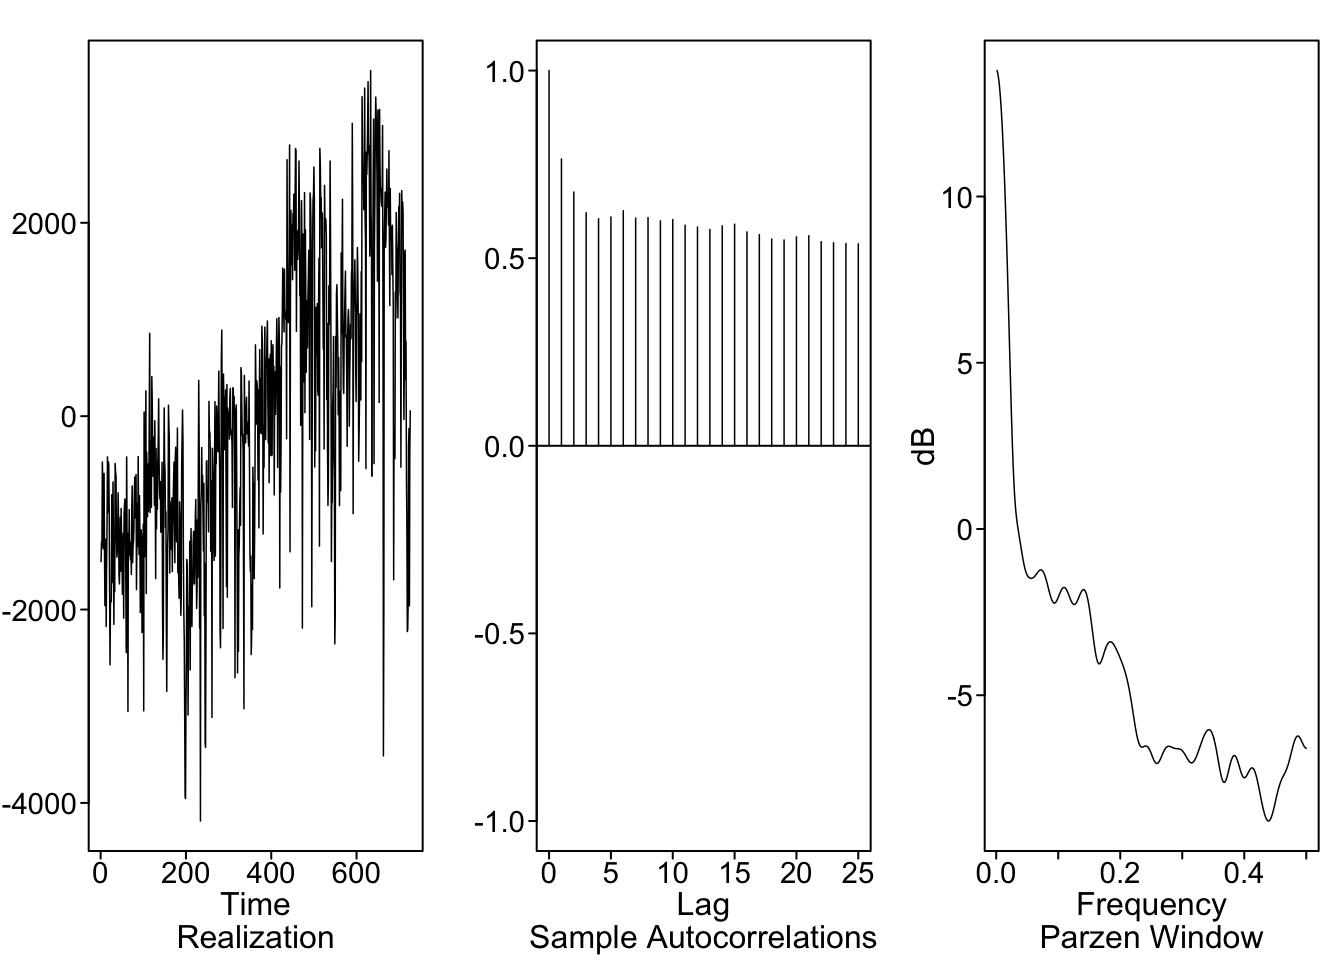 2000
0
-2000
-4000
0 200 400 600
Time
Realization
1.0
0.5
0.0
-0.5
-1.0
0 5 10 15 20 25
Lag
Sample Autocorrelations
dB
10
5
0
-5
0.0 0.2 0.4
Frequency
Parzen Window